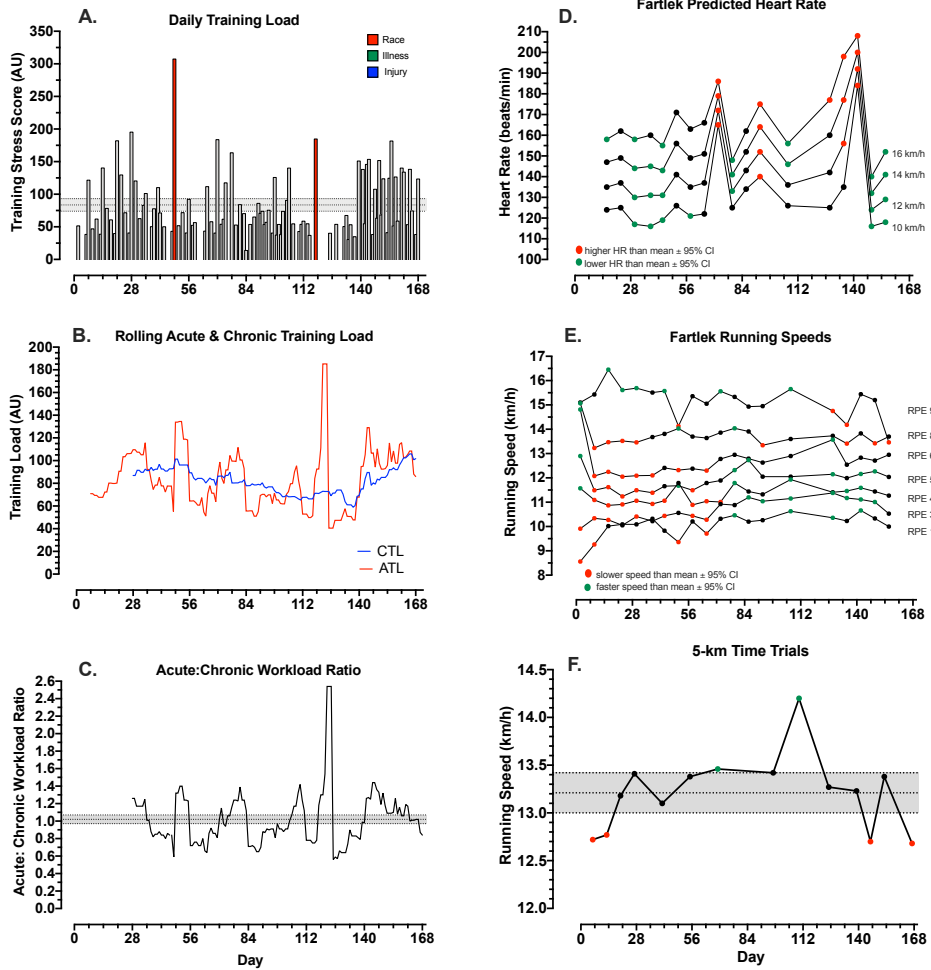 A.
Daily Training Load
Training Stress Score (AU)
350
300
250
200
150
100
50
0
Race
Illness
Injury
0 28 56 84 112 140 168
B.
Rolling Acute & Chronic Training Load
Training Load (AU)
200
180
160
140
120
100
80
60
40
20
0
CTL
ATL
0 28 56 84 112 140 168
C.
Acute:Chronic Workload Ratio
Acute: Chronic Workload Ratio
2.6
2.4
2.2
2.0
1.8
1.6
1.4
1.2
1.0
0.8
0.6
0.4
0.2
0.0
0 28 56 84 112 140 168
Day
D.
Fartlek Predicted Heart Rate
Heart Rate (beats/min)
210
200
190
180
170
160
150
140
130
120
110
100
16 km/h
14 km/h
12 km/h
10 km/h
higher HR than mean ± 95% CI
lower HR than mean ± 95% CI
0 28 56 84 112 140 168
E.
Fartlek Running Speeds
Running Speed (km/h)
17
16
15
14
13
12
11
10
9
8
RPE
RPE
RPE
RPE
RPE
RPE
RPE
slower speed than mean ± 95% CI
faster speed than mean ± 95% CI
0 28 56 84 112 140 168
F.
5-km Time Trials
Running Speed (km/h)
14.5
14.0
13.5
13.0
12.5
12.0
0 28 56 84 112 140 168
Day